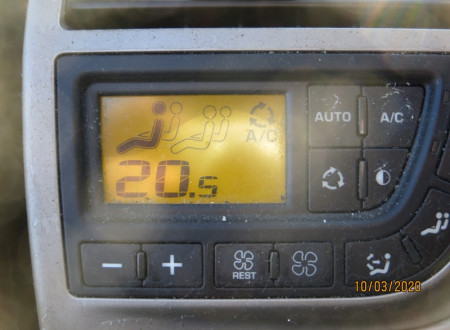 AUTO
A/C
A/C
20.5
- +
REST
10/03/2020